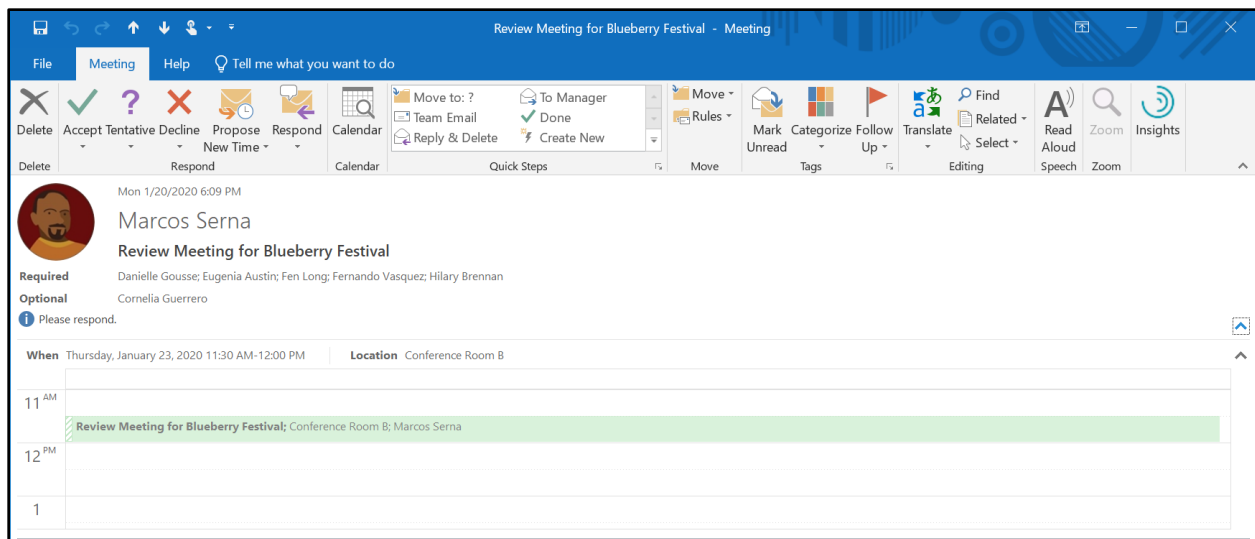 Review Meeting for Blueberry Festival - Meeting
File Meeting Help Tell me what you want to do
Delete Accept Tentative Decline Propose New Time Respond Calendar
Move to: ? To Manager
Team Email Done
Reply & Delete Create New
Move
Rules
Mark Unread Categorize Follow Up Translate
Find
Related
Select
Read Aloud Zoom Insights
Delete Respond Calendar Quick Steps Move Tags Editing Speech Zoom
Mon 1/20/2020 6:09 PM
Marcos Serna
Review Meeting for Blueberry Festival
Required Danielle Gousse; Eugenia Austin; Fen Long; Fernando Vasquez; Hilary Brennan
Optional Cornelia Guerrero
Please respond.
When Thursday, January 23, 2020 11:30 AM-12:00 PM Location Conference Room B
11 AM
Review Meeting for Blueberry Festival; Conference Room B; Marcos Serna
12 PM
1